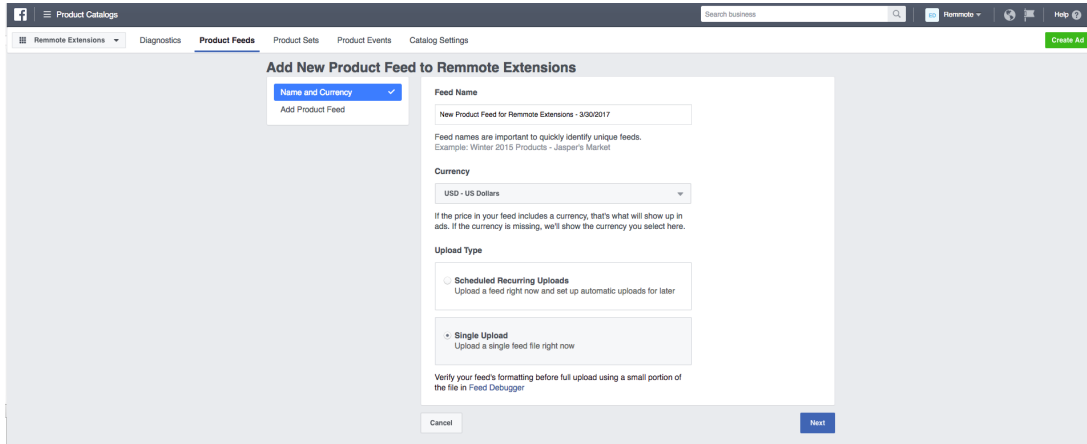 Product Catalogs
Search business
Remmote
Help
Remmote Extensions
Diagnostics
Product Feeds
Product Sets
Product Events
Catalog Settings
Create Ad
Add New Product Feed to Remmote Extensions
Name and Currency
Add Product Feed
Feed Name
New Product Feed for Remmote Extensions - 3/30/2017
Feed names are important to quickly identify unique feeds.
Example: Winter 2015 Products - Jasper's Market
Currency
USD - US Dollars
If the price in your feed includes a currency, that's what will show up in
ads. If the currency is missing, we'll show the currency you select here.
Upload Type
Scheduled Recurring Uploads
Upload a feed right now and set up automatic uploads for later
Single Upload
Upload a single feed file right now
Verify your feed's formatting before full upload using a small portion of
the file in Feed Debugger
Cancel
Next